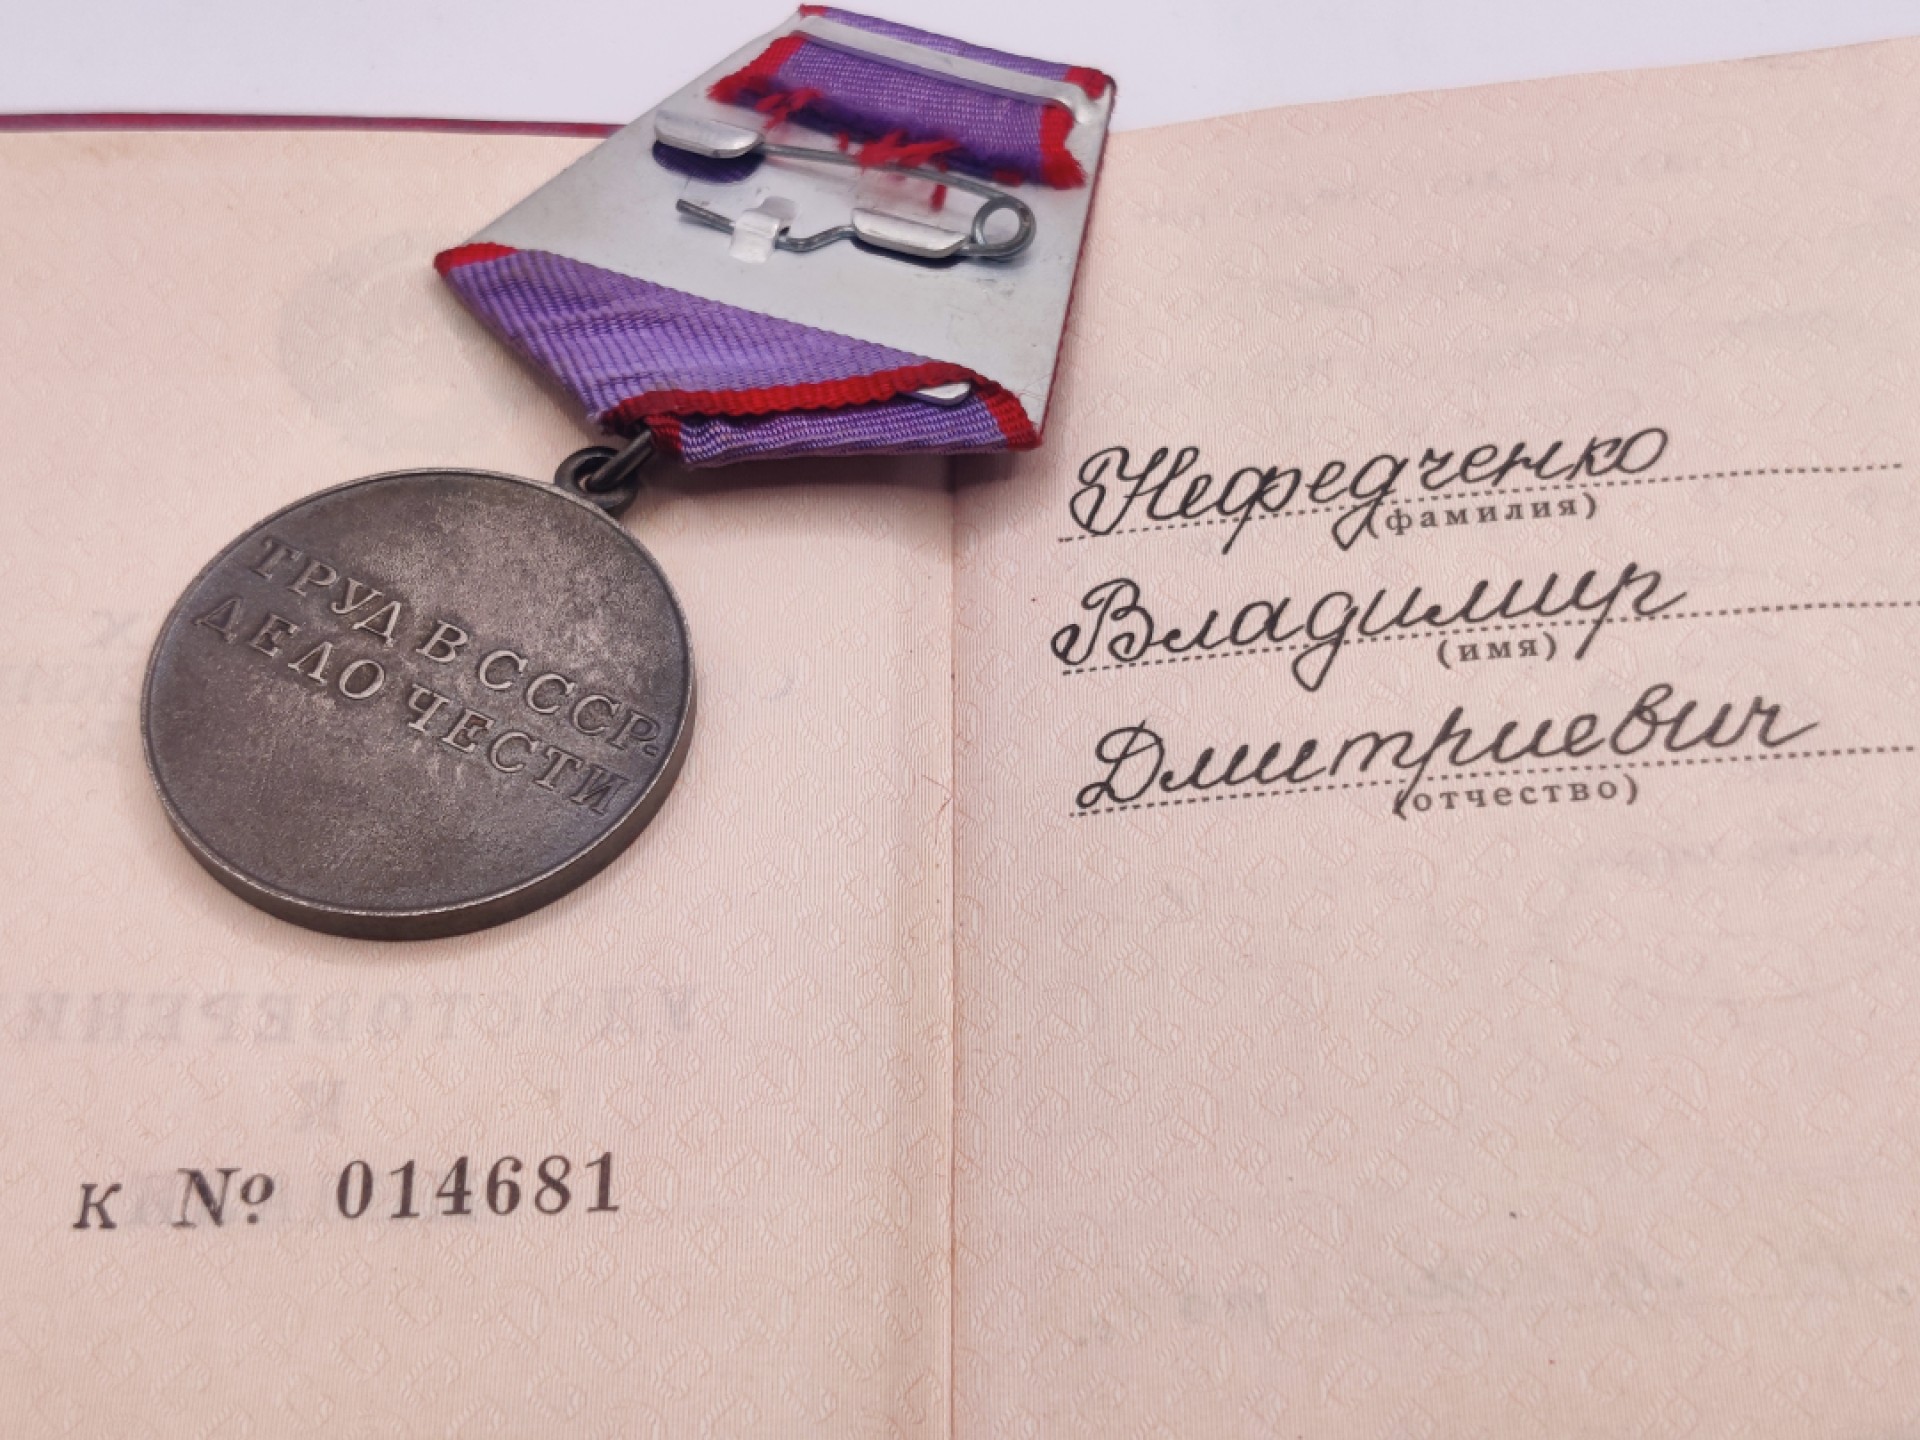 ТРУД В СССР-
ДЕЛО ЧЕСТИ
Нефедченко
(фамилия)
Владимир
(имя)
Дмитриевич
(отчество)
К № 014681